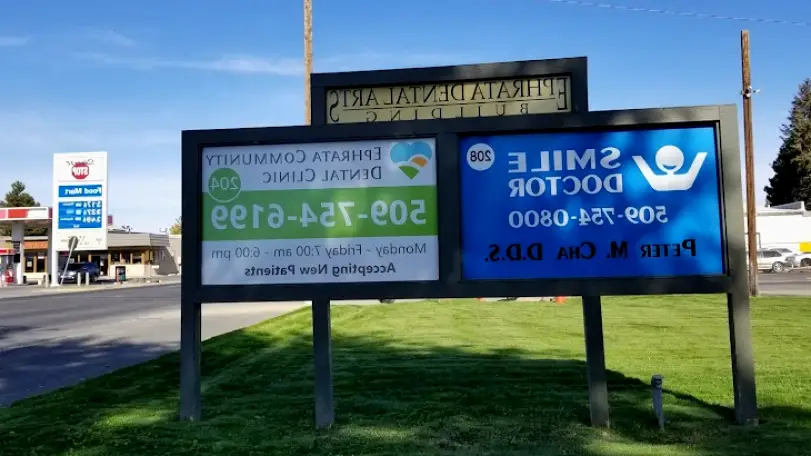 EPHRATA DENTAL ARTS
BUILDING
EPHRATA COMMUNITY
DENTAL CLINIC
204
509-754-6199
Monday - Friday 7:00 am - 6:00 pm
Accepting New Patients
208
SMILE
DOCTOR
509-754-0800
PETER M. CHA D.D.S.
STOP
Food Mart